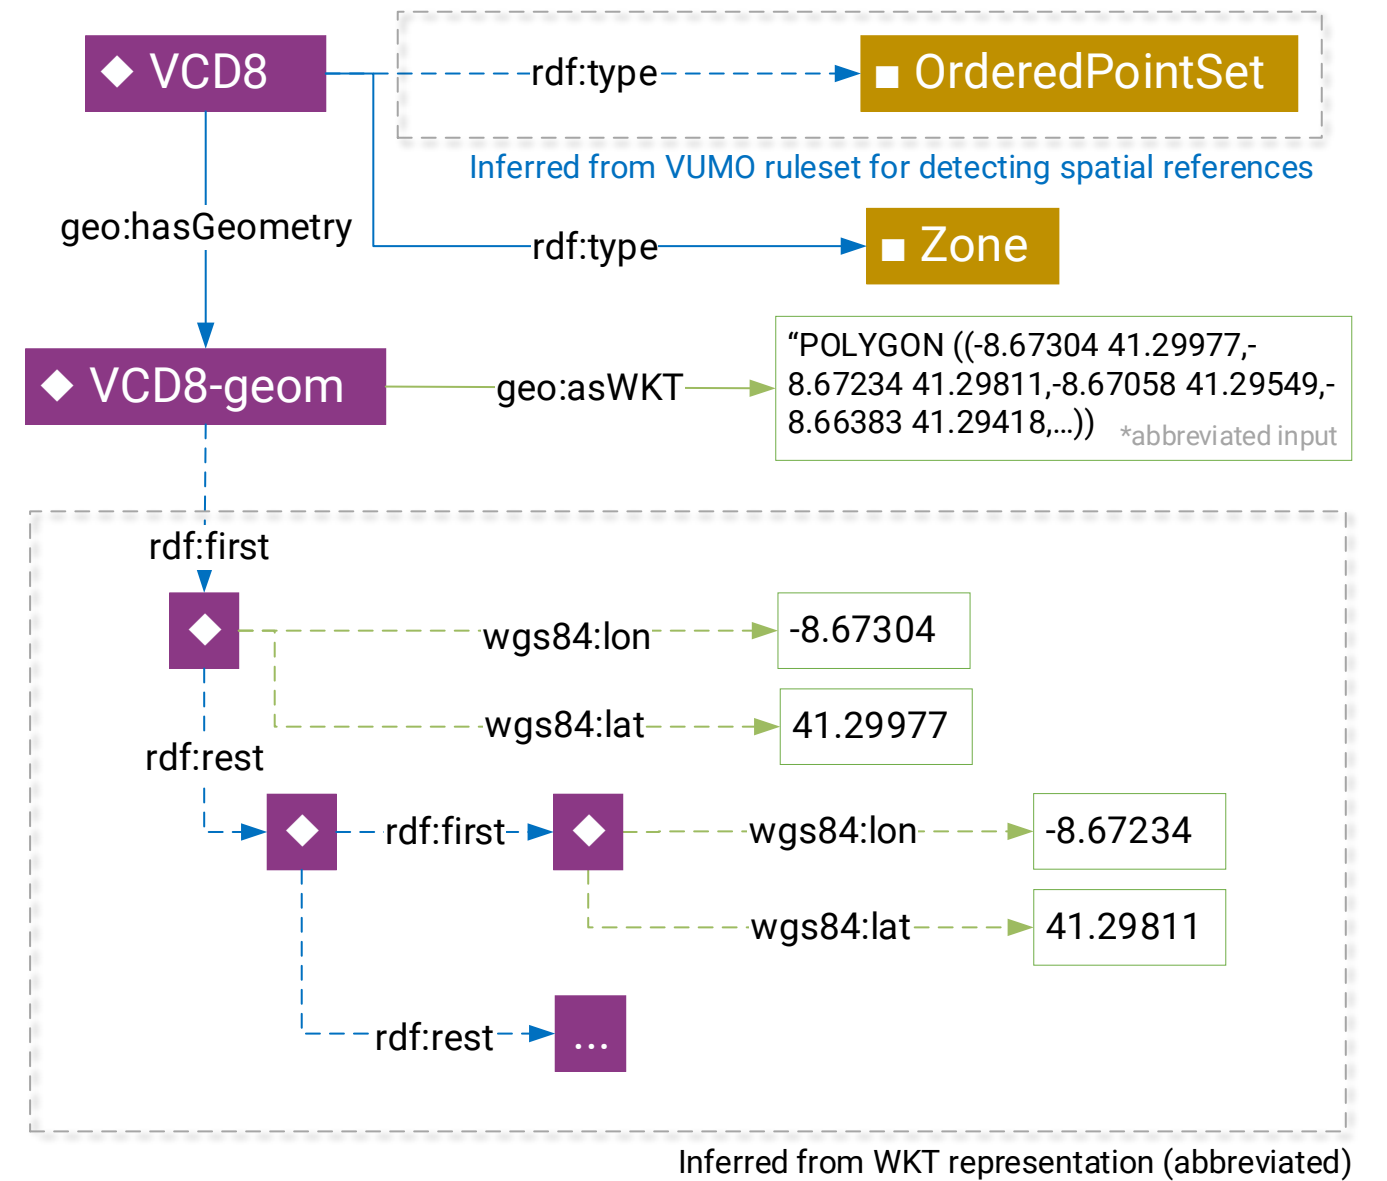 VCD8
rdf:type
OrderedPointSet
Inferred from VUMO ruleset for detecting spatial references
geo:hasGeometry
rdf:type
Zone
VCD8-geom
geo:asWKT
“POLYGON ((-8.67304 41.29977,-
8.67234 41.29811,-8.67058 41.29549,-
8.66383 41.29418,...))
*abbreviated input
rdf:first
wgs84:lon
-8.67304
wgs84:lat
41.29977
rdf:rest
rdf:first
wgs84:lon
-8.67234
wgs84:lat
41.29811
rdf:rest
...
Inferred from WKT representation (abbreviated)